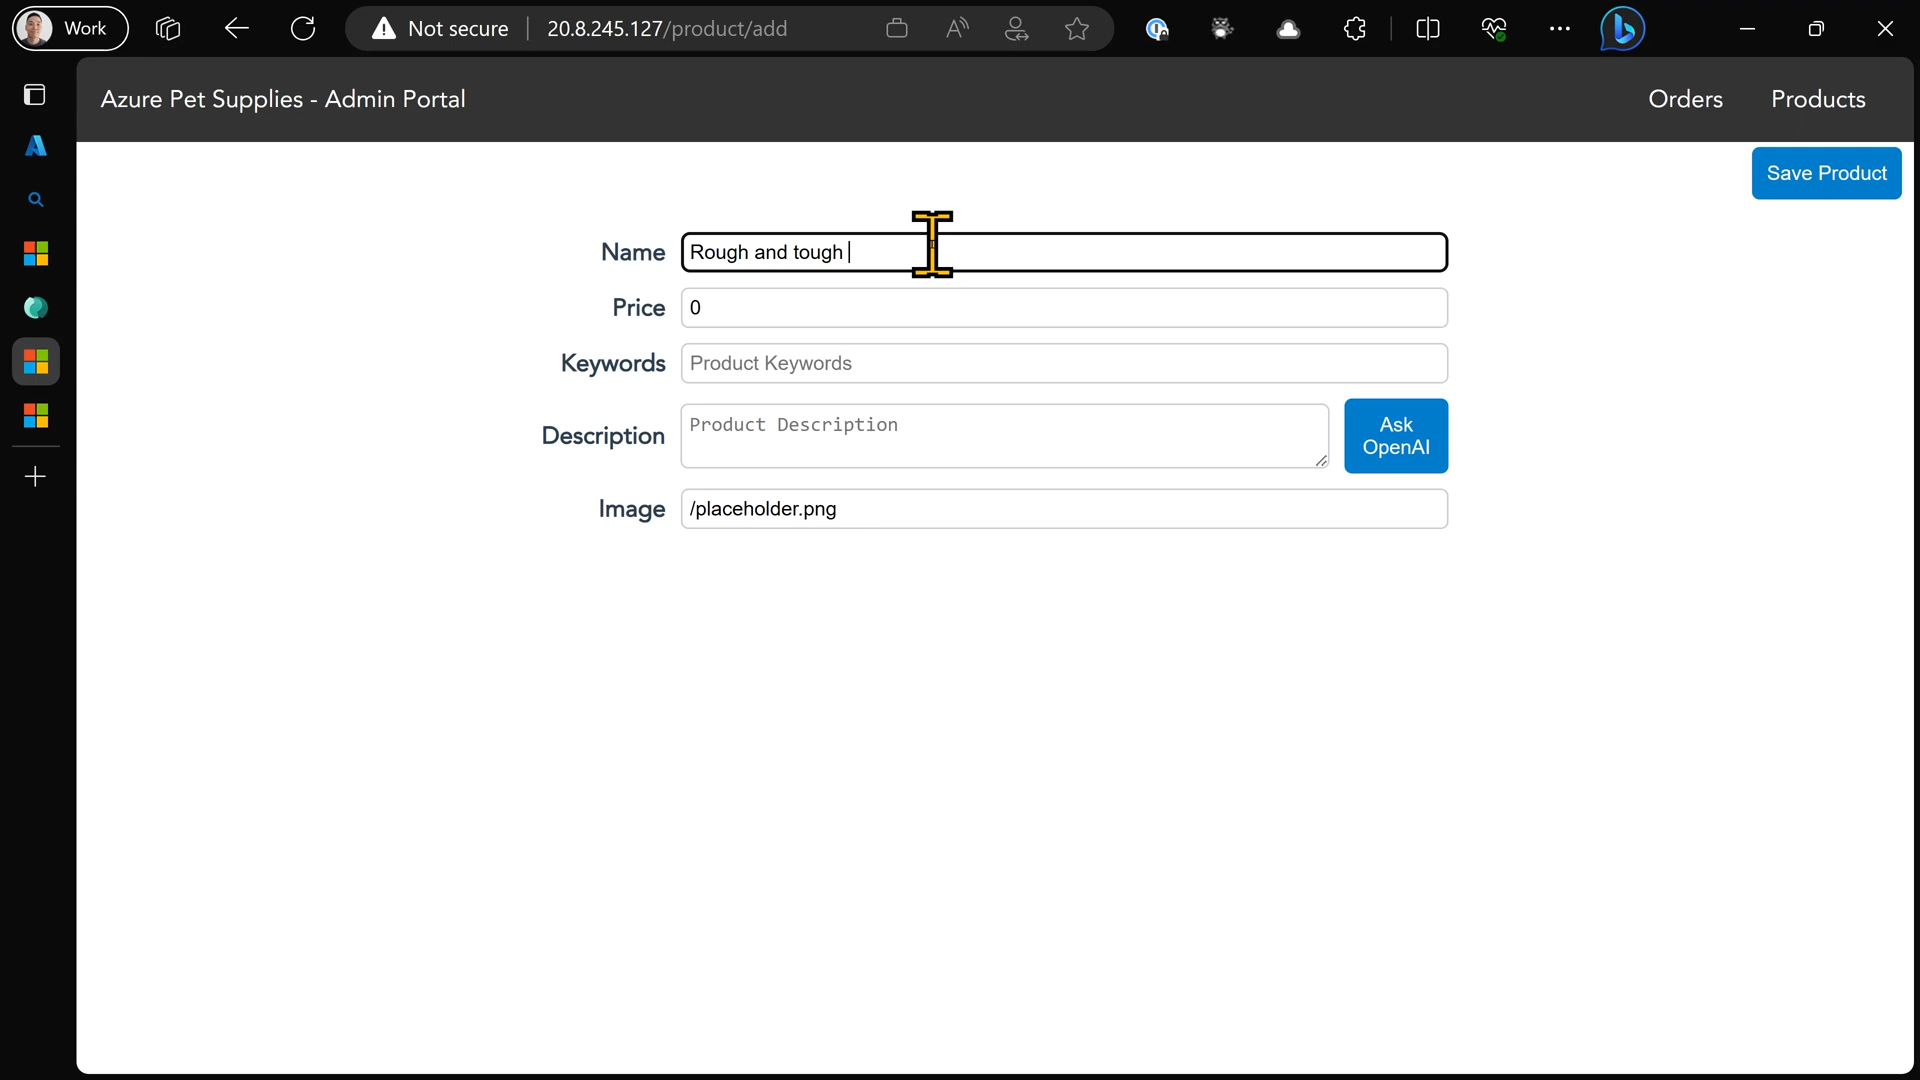 Work
Not secure
20.8.245.127/product/add
Azure Pet Supplies - Admin Portal
Orders
Products
Save Product
Name
Rough and tough
Price
0
Keywords
Product Keywords
Description
Product Description
Ask
OpenAI
Image
/placeholder.png